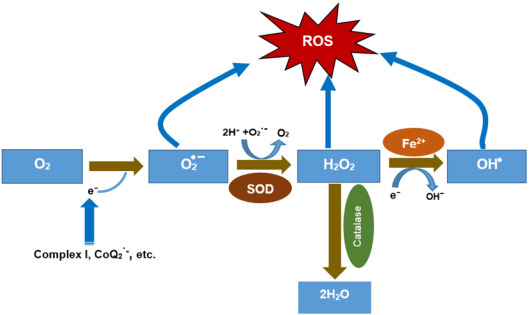 ROS
2H⁺ +O₂˙⁻ O₂
Fe²⁺
O₂
O₂•−
H₂O₂
OH•
e⁻
SOD
e⁻
OH⁻
Catalase
Complex I, CoQ₂˙⁻, etc.
2H₂O